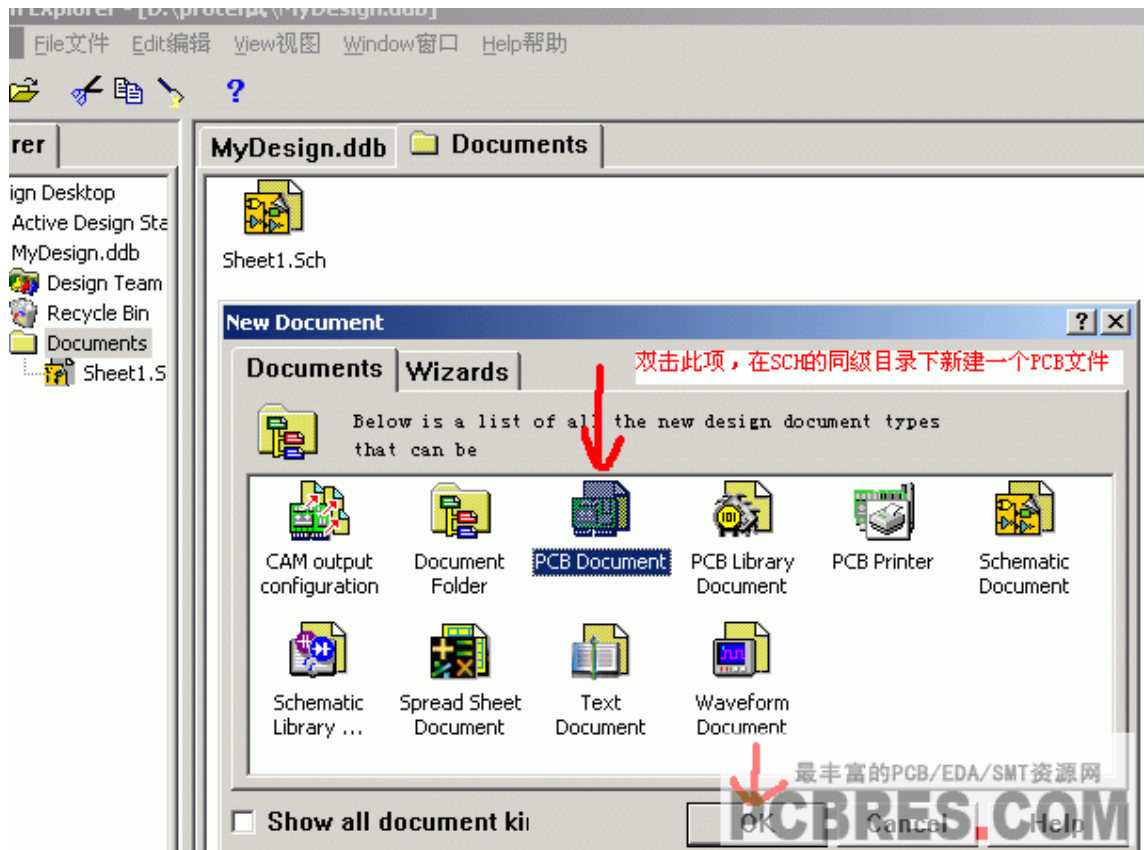 n Explorer - [D:\protel真\MyDesign.ddb]
File文件 Edit编辑 View视图 Window窗口 Help帮助
rer
MyDesign.ddb Documents
ign Desktop
Active Design Sta
MyDesign.ddb
Design Team
Recycle Bin
Documents
Sheet1.S
Sheet1.Sch
New Document
Documents Wizards
双击此项，在SCH的同级目录下新建一个PCB文件
Below is a list of all the new design document types
that can be
CAM output
configuration
Document
Folder
PCB Document
PCB Library
Document
PCB Printer
Schematic
Document
Schematic
Library ...
Spread Sheet
Document
Text
Document
Waveform
Document
最丰富的PCB/EDA/SMT资源网
PCBRES.COM
Show all document kin
OK Cancel Help